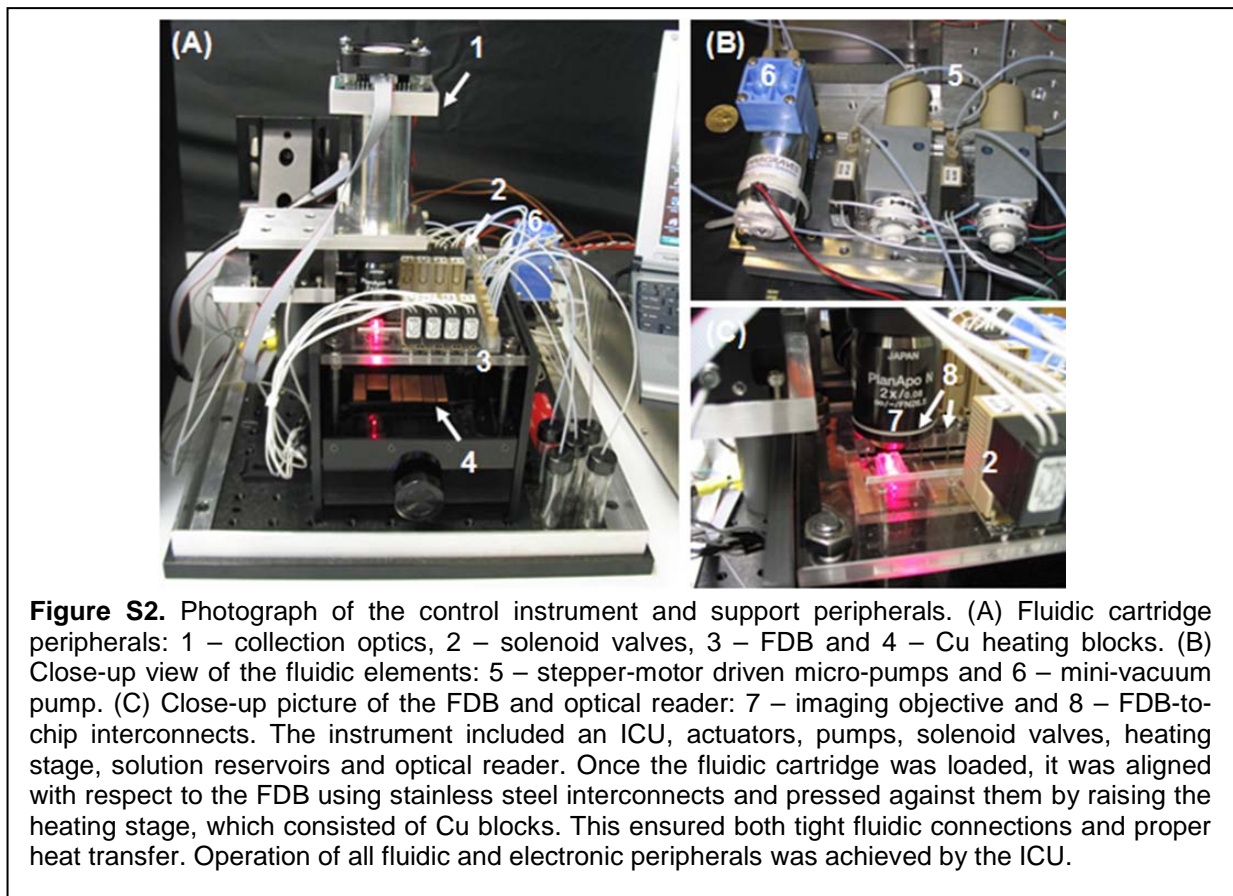 (A)
1
2
6
3
4
(B)
6
5
(C)
JAPAN
PlanApo N
2x/0.08
8
7
2
Figure S2. Photograph of the control instrument and support peripherals. (A) Fluidic cartridge
peripherals: 1 – collection optics, 2 – solenoid valves, 3 – FDB and 4 – Cu heating blocks. (B)
Close-up view of the fluidic elements: 5 – stepper-motor driven micro-pumps and 6 – mini-vacuum
pump. (C) Close-up picture of the FDB and optical reader: 7 – imaging objective and 8 – FDB-to-
chip interconnects. The instrument included an ICU, actuators, pumps, solenoid valves, heating
stage, solution reservoirs and optical reader. Once the fluidic cartridge was loaded, it was aligned
with respect to the FDB using stainless steel interconnects and pressed against them by raising the
heating stage, which consisted of Cu blocks. This ensured both tight fluidic connections and proper
heat transfer. Operation of all fluidic and electronic peripherals was achieved by the ICU.